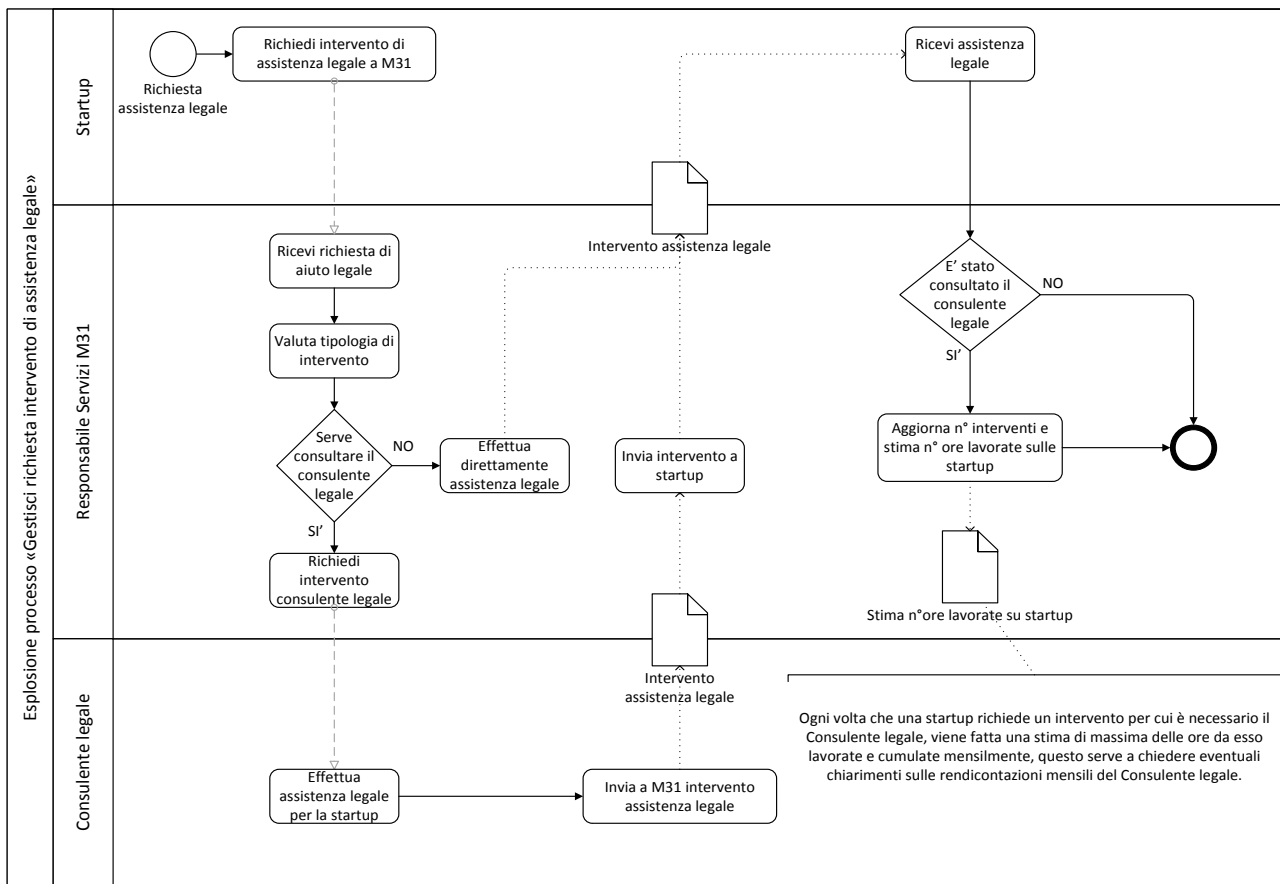 Esplosione processo «Gestisci richiesta intervento di assistenza legale»
Startup
Richiesta
assistenza legale
Richiedi intervento di
assistenza legale a M31
Ricevi assistenza
legale
Intervento assistenza legale
Responsabile Servizi M31
Ricevi richiesta di
aiuto legale
Valuta tipologia di
intervento
Serve
consultare il
consulente
legale
NO
SI’
Effettua
direttamente
assistenza legale
Invia intervento a
startup
Richiedi
intervento
consulente legale
E’ stato
consultato il
consulente
legale
NO
SI’
Aggiorna n° interventi e
stima n° ore lavorate sulle
startup
Stima n°ore lavorate su startup
Consulente legale
Intervento
assistenza legale
Effettua
assistenza legale
per la startup
Invia a M31 intervento
assistenza legale
Ogni volta che una startup richiede un intervento per cui è necessario il
Consulente legale, viene fatta una stima di massima delle ore da esso
lavorate e cumulate mensilmente, questo serve a chiedere eventuali
chiarimenti sulle rendicontazioni mensili del Consulente legale.